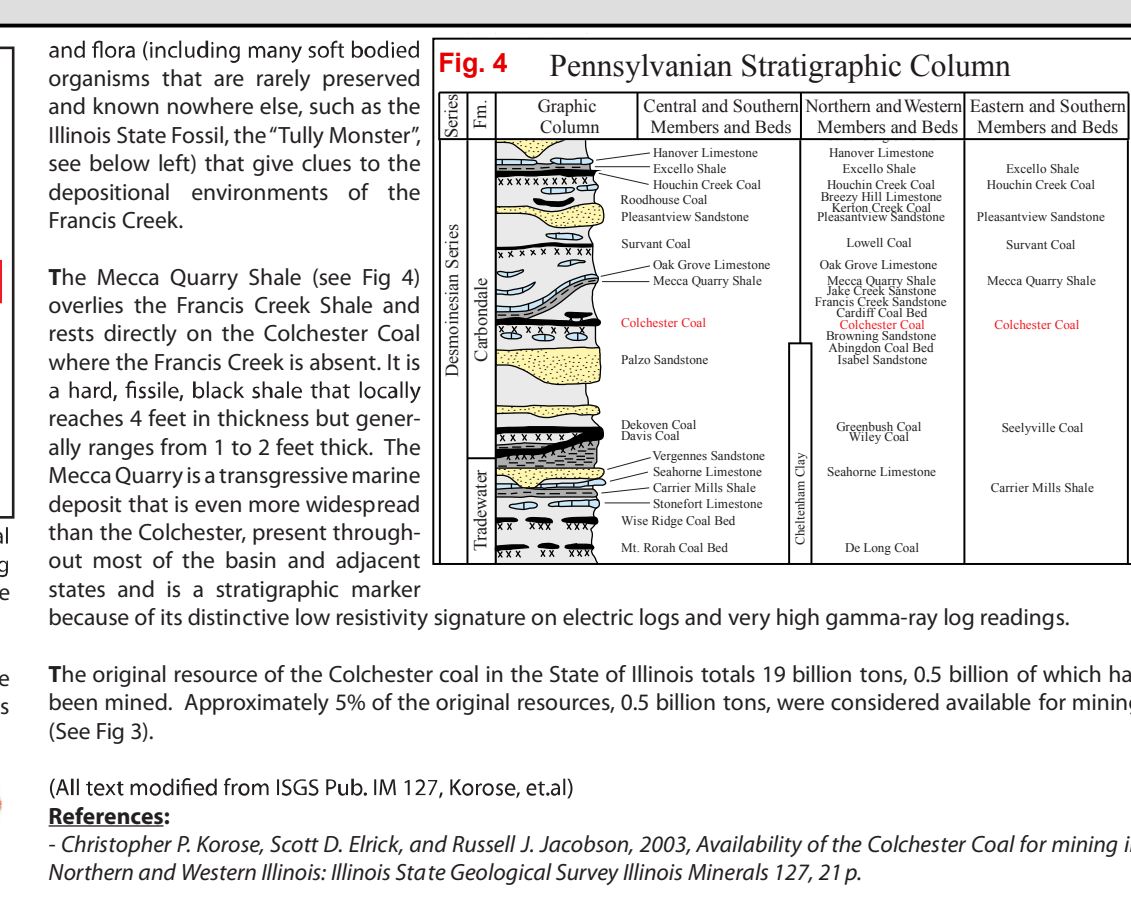 and flora (including many soft bodied
organisms that are rarely preserved
and known nowhere else, such as the
Illinois State Fossil, the “Tully Monster”,
see below left) that give clues to the
depositional environments of the
Francis Creek.
The Mecca Quarry Shale (see Fig 4)
overlies the Francis Creek Shale and
rests directly on the Colchester Coal
where the Francis Creek is absent. It is
a hard, fissile, black shale that locally
reaches 4 feet in thickness but gener-
ally ranges from 1 to 2 feet thick. The
Mecca Quarry is a transgressive marine
deposit that is even more widespread
than the Colchester, present through-
out most of the basin and adjacent
states and is a stratigraphic marker
because of its distinctive low resistivity signature on electric logs and very high gamma-ray log readings.
Fig. 4
Pennsylvanian Stratigraphic Column
Series
Fm.
Graphic
Column
Central and Southern
Members and Beds
Northern and Western
Members and Beds
Eastern and Southern
Members and Beds
Desmoinesian Series
Carbondale
Tradewater
Hanover Limestone
Excello Shale
Houchin Creek Coal
Roodhouse Coal
Pleasantview Sandstone
Survant Coal
Oak Grove Limestone
Mecca Quarry Shale
Colchester Coal
Palzo Sandstone
Dekoven Coal
Davis Coal
Vergennes Sandstone
Seahorne Limestone
Carrier Mills Shale
Stonefort Limestone
Wise Ridge Coal Bed
Mt. Rorah Coal Bed
Cheltenham Clay
Hanover Limestone
Excello Shale
Houchin Creek Coal
Breezy Hill Limestone
Kerton Creek Coal
Pleasantview Sandstone
Lowell Coal
Oak Grove Limestone
Mecca Quarry Shale
Jake Creek Sanstone
Francis Creek Sandstone
Cardiff Coal Bed
Colchester Coal
Browning Sandstone
Abingdon Coal Bed
Isabel Sandstone
Greenbush Coal
Wiley Coal
Seahorne Limestone
De Long Coal
Excello Shale
Houchin Creek Coal
Pleasantview Sandstone
Survant Coal
Mecca Quarry Shale
Colchester Coal
Seelyville Coal
Carrier Mills Shale
The original resource of the Colchester coal in the State of Illinois totals 19 billion tons, 0.5 billion of which ha
been mined. Approximately 5% of the original resources, 0.5 billion tons, were considered available for mining
(See Fig 3).
(All text modified from ISGS Pub. IM 127, Korose, et.al)
References:
- Christopher P. Korose, Scott D. Elrick, and Russell J. Jacobson, 2003, Availability of the Colchester Coal for mining i
Northern and Western Illinois: Illinois State Geological Survey Illinois Minerals 127, 21 p.